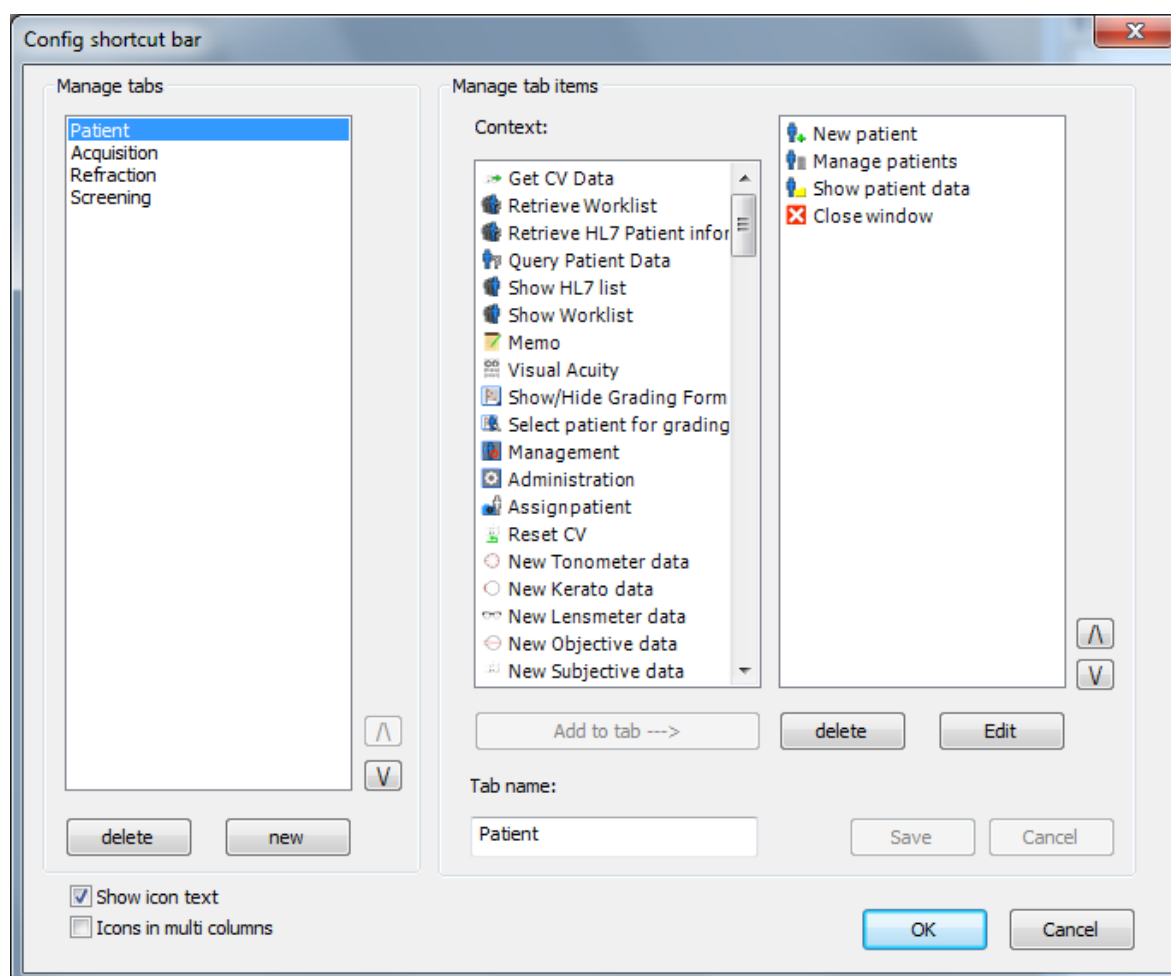 Config shortcut bar
Manage tabs
Patient
Acquisition
Refraction
Screening
delete
new
Manage tab items
Context:
Get CV Data
Retrieve Worklist
Retrieve HL7 Patient infor
Query Patient Data
Show HL7 list
Show Worklist
Memo
Visual Acuity
Show/Hide Grading Form
Select patient for grading
Management
Administration
Assign patient
Reset CV
New Tonometer data
New Kerato data
New Lensmeter data
New Objective data
New Subjective data
New patient
Manage patients
Show patient data
Close window
/\
V
/\
V
Add to tab --->
delete
Edit
Tab name:
Patient
Save
Cancel
Show icon text
Icons in multi columns
OK
Cancel